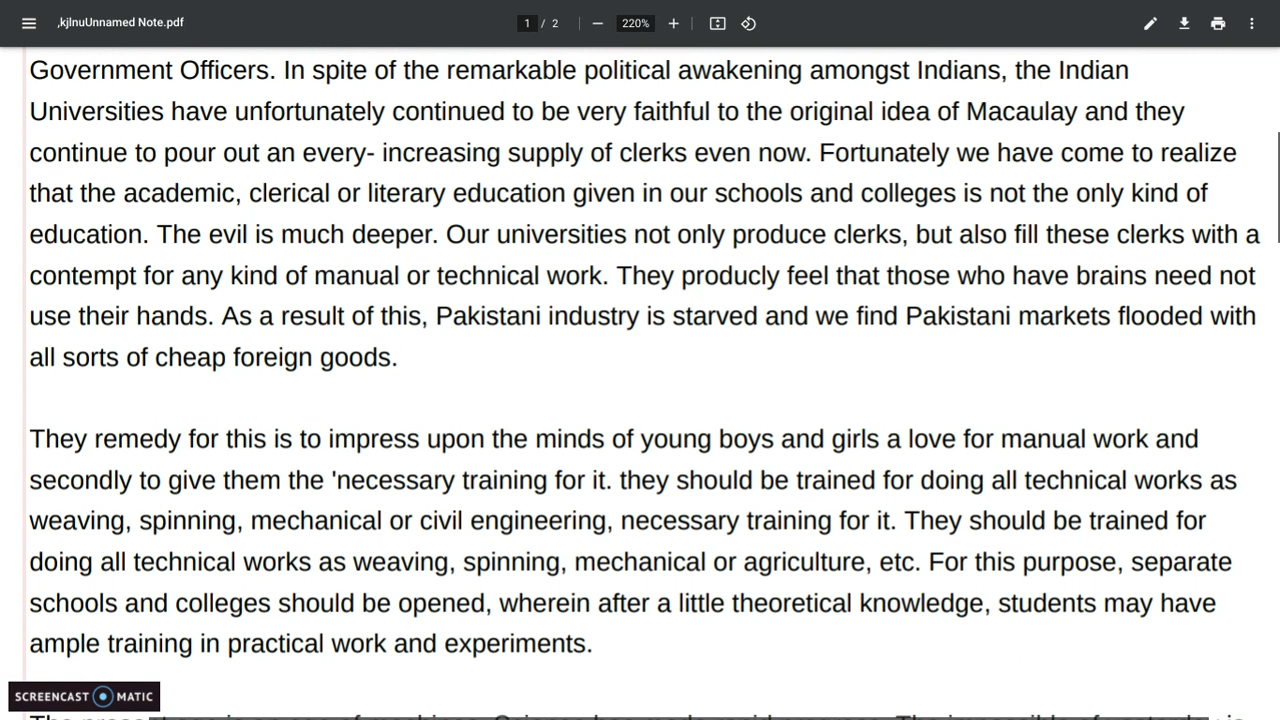 ,kjlnuUnnamed Note.pdf
1 / 2
220%
Government Officers. In spite of the remarkable political awakening amongst Indians, the Indian
Universities have unfortunately continued to be very faithful to the original idea of Macaulay and they
continue to pour out an every- increasing supply of clerks even now. Fortunately we have come to realize
that the academic, clerical or literary education given in our schools and colleges is not the only kind of
education. The evil is much deeper. Our universities not only produce clerks, but also fill these clerks with a
contempt for any kind of manual or technical work. They producly feel that those who have brains need not
use their hands. As a result of this, Pakistani industry is starved and we find Pakistani markets flooded with
all sorts of cheap foreign goods.
They remedy for this is to impress upon the minds of young boys and girls a love for manual work and
secondly to give them the 'necessary training for it. they should be trained for doing all technical works as
weaving, spinning, mechanical or civil engineering, necessary training for it. They should be trained for
doing all technical works as weaving, spinning, mechanical or agriculture, etc. For this purpose, separate
schools and colleges should be opened, wherein after a little theoretical knowledge, students may have
ample training in practical work and experiments.
SCREENCAST MATIC